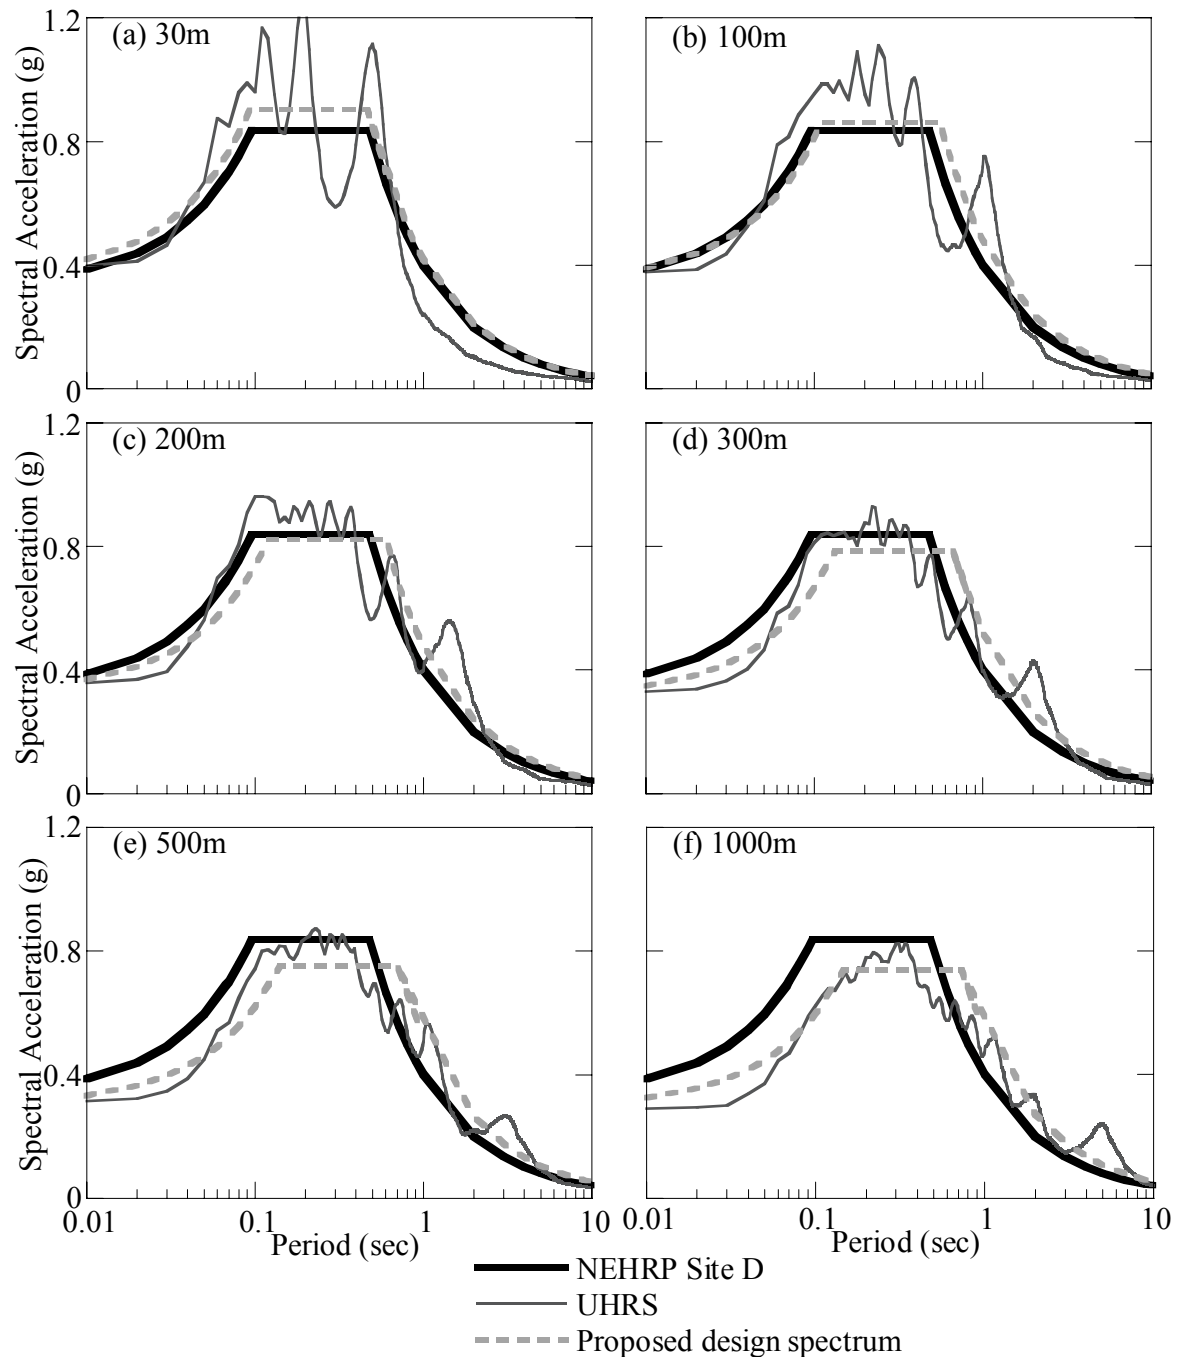 (a) 30m
(b) 100m
1.2
0.8
0.4
0
Spectral Acceleration (g)
(c) 200m
(d) 300m
1.2
0.8
0.4
0
Spectral Acceleration (g)
(e) 500m
(f) 1000m
1.2
0.8
0.4
0
Spectral Acceleration (g)
0.01 0.1 1 10
0.01 0.1 1 10
Period (sec)
Period (sec)
NEHRP Site D
UHRS
Proposed design spectrum